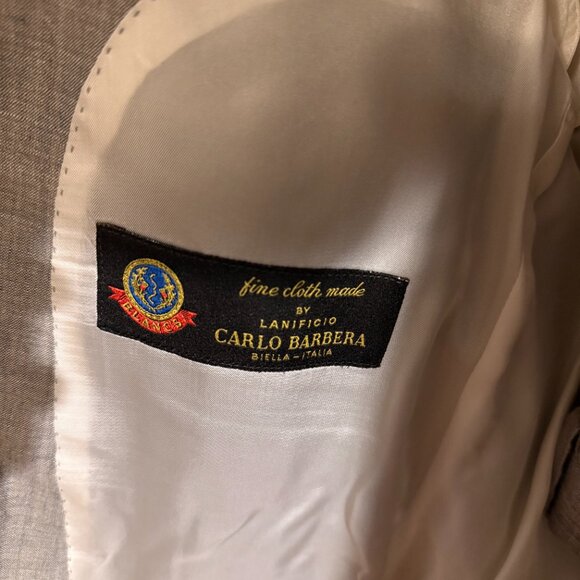 fine cloth made
BY
LANIFICIO
CARLO BARBERA
BIELLA - ITALIA